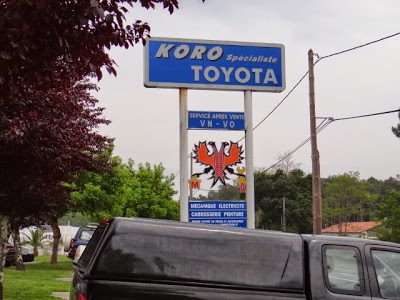 KORO Spécialiste
TOYOTA
SERVICE APRES VENTE
VN - VO
M
MECANIQUE ELECTRICITE
CARROSSERIE PEINTURE